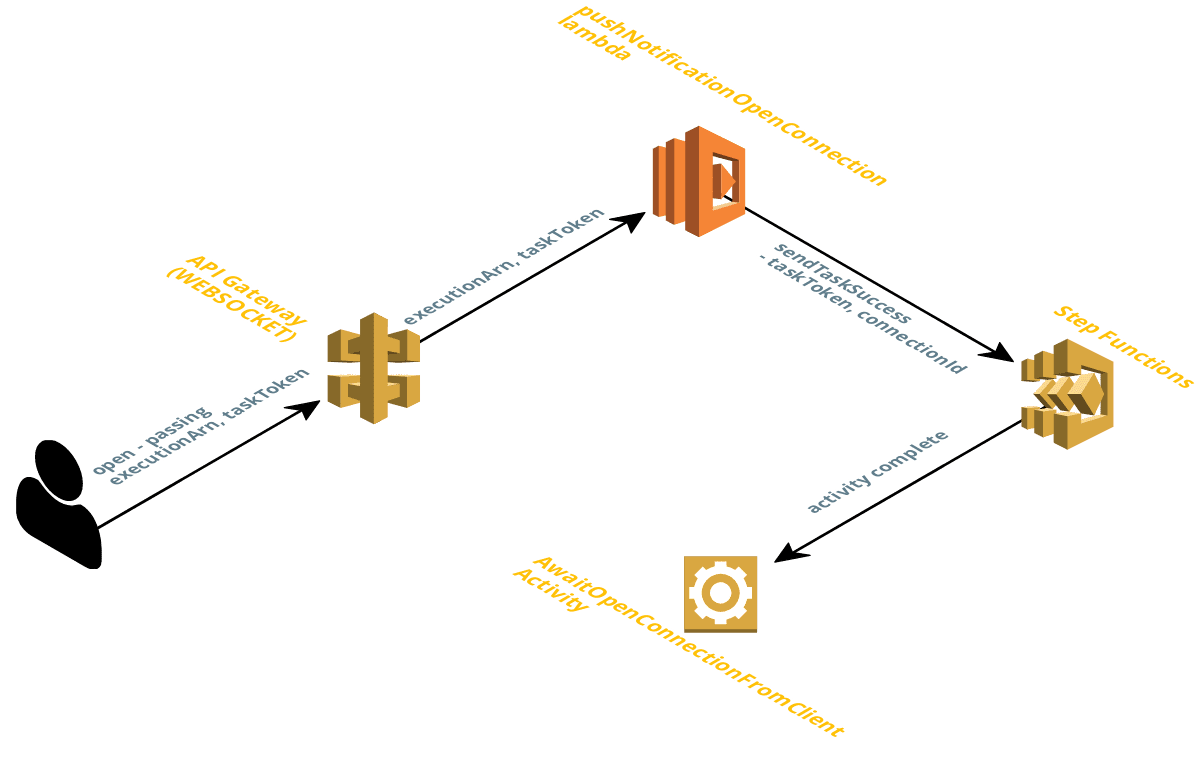 pushNotificationOpenConnection
lambda
executionArn, taskToken
API Gateway
(WEBSOCKET)
sendTaskSuccess
- taskToken, connectionId
Step Functions
open - passing
executionArn, taskToken
activity complete
AwaitOpenConnectionFromClient
Activity